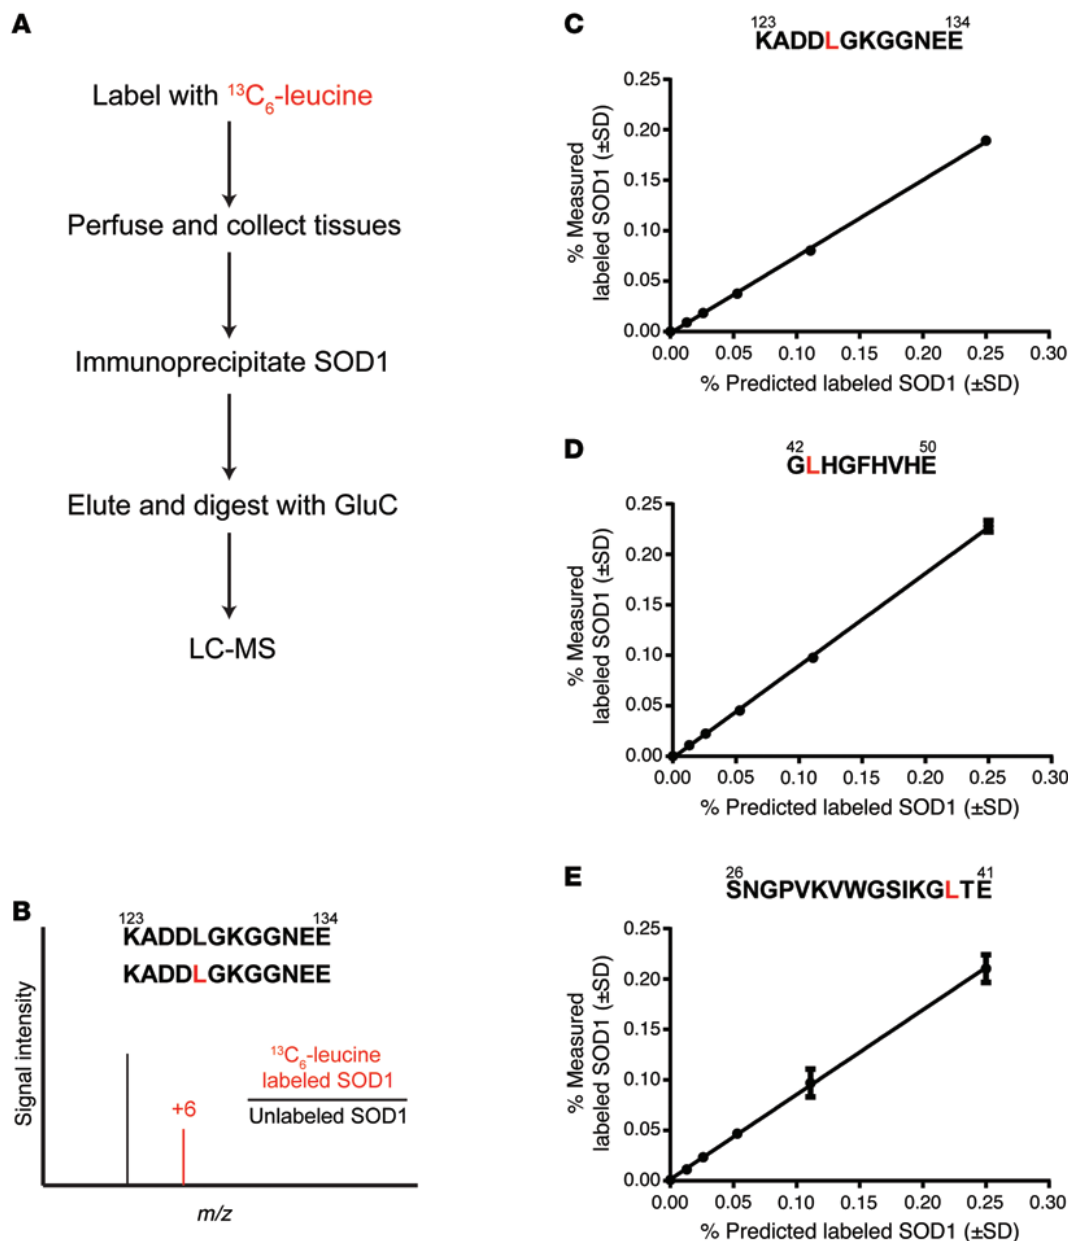 A
Label with ¹³C₆-leucine
Perfuse and collect tissues
Immunoprecipitate SOD1
Elute and digest with GluC
LC-MS
B
123 134
KADDLGKGGNEE
KADDLGKGGNEE
Signal intensity
+6
¹³C₆-leucine
labeled SOD1
Unlabeled SOD1
m/z
C
123 134
KADDLGKGGNEE
% Measured
labeled SOD1 (±SD)
0.25
0.20
0.15
0.10
0.05
0.00
0.00 0.05 0.10 0.15 0.20 0.25 0.30
% Predicted labeled SOD1 (±SD)
D
42 50
GLHGFHVHE
% Measured
labeled SOD1 (±SD)
0.25
0.20
0.15
0.10
0.05
0.00
0.00 0.05 0.10 0.15 0.20 0.25 0.30
% Predicted labeled SOD1 (±SD)
E
26 41
SNGPVKVWGSIKGLTE
% Measured
labeled SOD1 (±SD)
0.25
0.20
0.15
0.10
0.05
0.00
0.00 0.05 0.10 0.15 0.20 0.25 0.30
% Predicted labeled SOD1 (±SD)